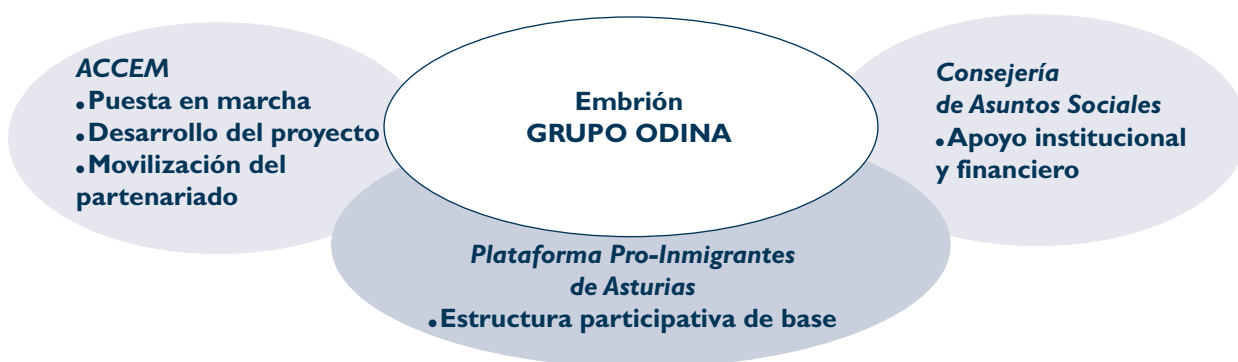 ACCEM
•Puesta en marcha
•Desarrollo del proyecto
•Movilización del
partenariado
Embrión
GRUPO ODINA
Consejería
de Asuntos Sociales
•Apoyo institucional
y financiero
Plataforma Pro-Inmigrantes
de Asturias
•Estructura participativa de base